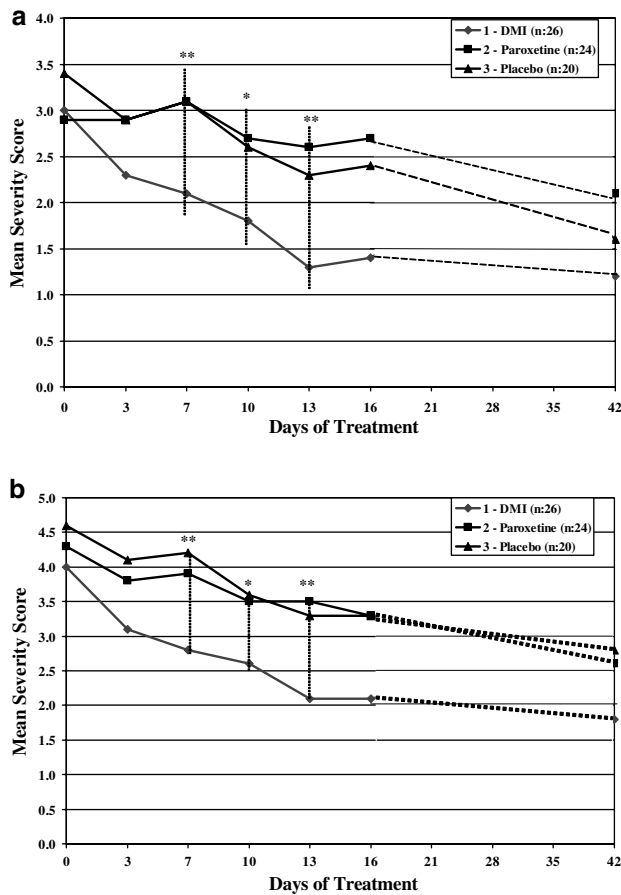 a
4.0
1 - DMI (n:26)
2 - Paroxetine (n:24)
3 - Placebo (n:20)
3.5
3.0
2.5
2.0
1.5
1.0
0.5
0.0
**
*
**
Mean Severity Score
0 3 7 10 13 16 21 28 35 42
Days of Treatment
b
5.0
1 - DMI (n:26)
2 - Paroxetine (n:24)
3 - Placebo (n:20)
4.5
4.0
3.5
3.0
2.5
2.0
1.5
1.0
0.5
0.0
**
*
**
Mean Severity Score
0 3 7 10 13 16 21 28 35 42
Days of Treatment